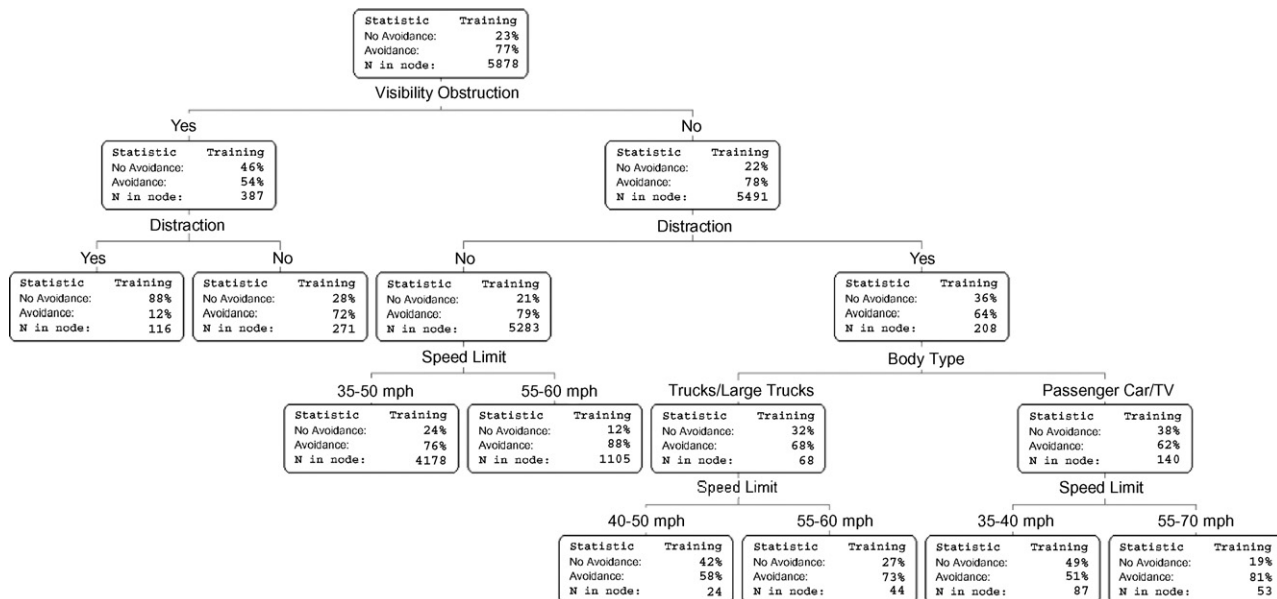 Statistic Training
No Avoidance: 23%
Avoidance: 77%
N in node: 5878
Visibility Obstruction
Yes
No
Statistic Training
No Avoidance: 46%
Avoidance: 54%
N in node: 387
Statistic Training
No Avoidance: 22%
Avoidance: 78%
N in node: 5491
Distraction
Distraction
Yes
No
No
Yes
Statistic Training
No Avoidance: 88%
Avoidance: 12%
N in node: 116
Statistic Training
No Avoidance: 28%
Avoidance: 72%
N in node: 271
Statistic Training
No Avoidance: 21%
Avoidance: 79%
N in node: 5283
Statistic Training
No Avoidance: 36%
Avoidance: 64%
N in node: 208
Speed Limit
Body Type
35-50 mph
55-60 mph
Trucks/Large Trucks
Passenger Car/TV
Statistic Training
No Avoidance: 24%
Avoidance: 76%
N in node: 4178
Statistic Training
No Avoidance: 12%
Avoidance: 88%
N in node: 1105
Statistic Training
No Avoidance: 32%
Avoidance: 68%
N in node: 68
Statistic Training
No Avoidance: 38%
Avoidance: 62%
N in node: 140
Speed Limit
Speed Limit
40-50 mph
55-60 mph
35-40 mph
55-70 mph
Statistic Training
No Avoidance: 42%
Avoidance: 58%
N in node: 24
Statistic Training
No Avoidance: 27%
Avoidance: 73%
N in node: 44
Statistic Training
No Avoidance: 49%
Avoidance: 51%
N in node: 87
Statistic Training
No Avoidance: 19%
Avoidance: 81%
N in node: 53